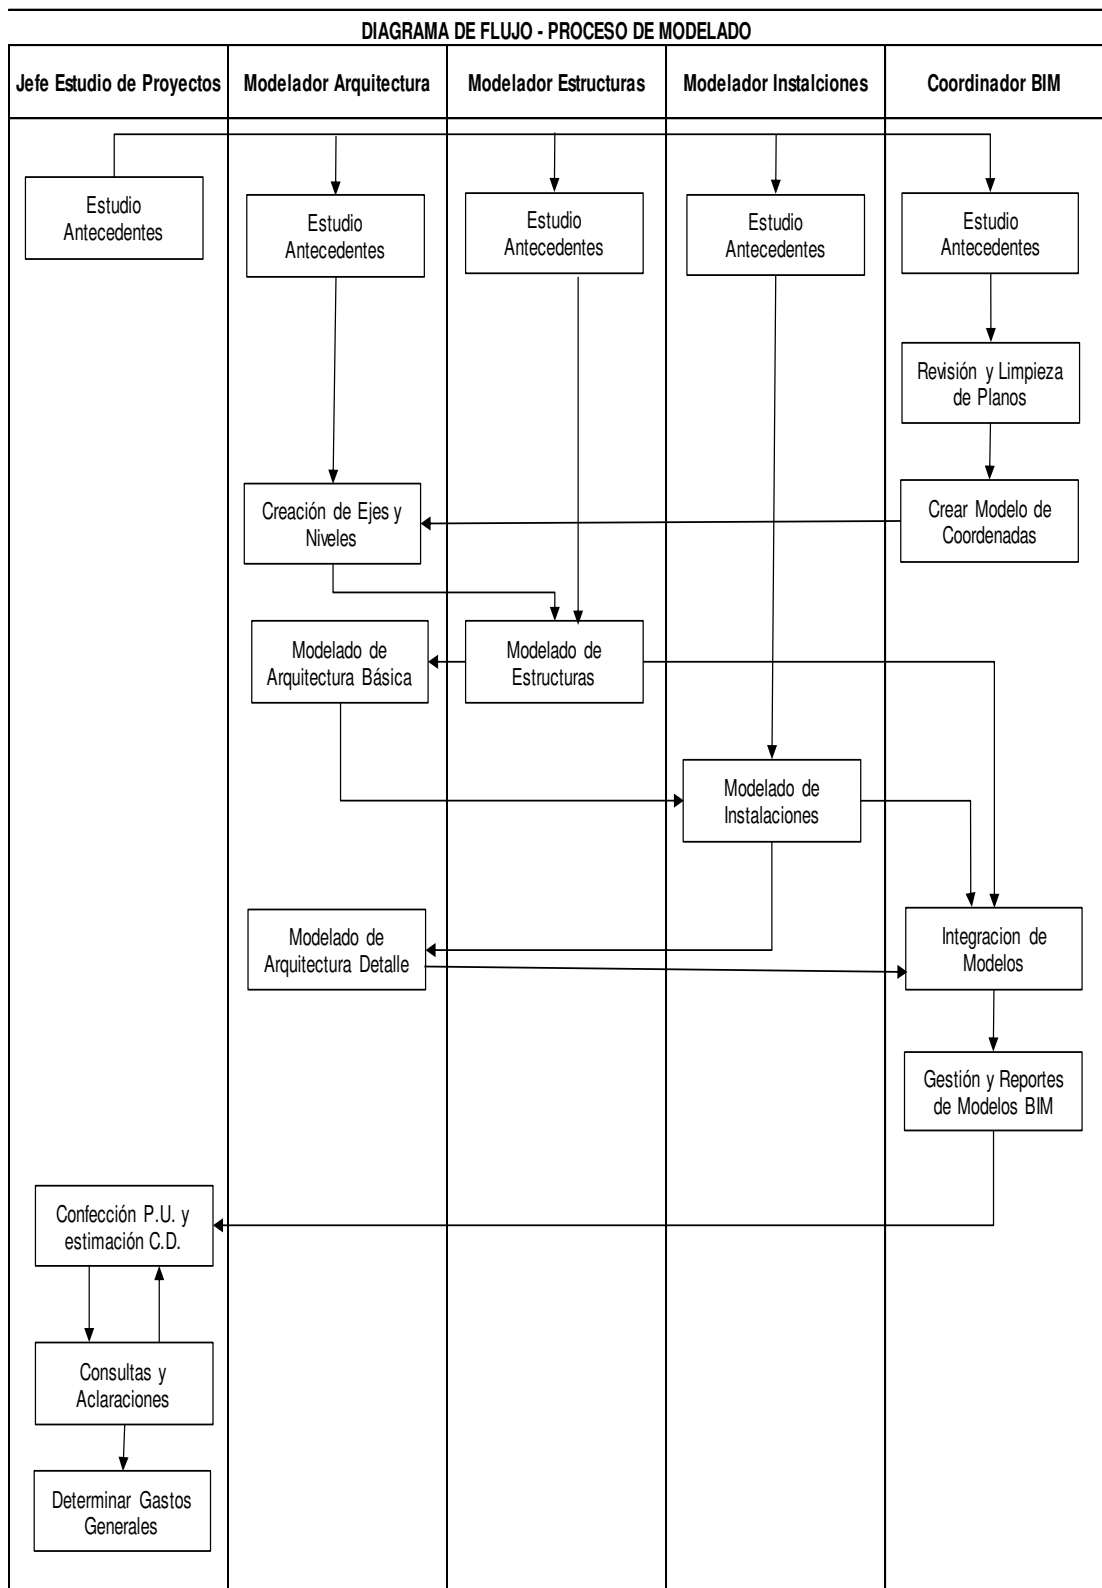 DIAGRAMA DE FLUJO - PROCESO DE MODELADO
Jefe Estudio de Proyectos
Modelador Arquitectura
Modelador Estructuras
Modelador Instalciones
Coordinador BIM
Estudio
Antecedentes
Estudio
Antecedentes
Estudio
Antecedentes
Estudio
Antecedentes
Estudio
Antecedentes
Revisión y Limpieza
de Planos
Creación de Ejes y
Niveles
Crear Modelo de
Coordenadas
Modelado de
Arquitectura Básica
Modelado de
Estructuras
Modelado de
Instalaciones
Modelado de
Arquitectura Detalle
Integracion de
Modelos
Gestión y Reportes
de Modelos BIM
Confección P.U. y
estimación C.D.
Consultas y
Aclaraciones
Determinar Gastos
Generales